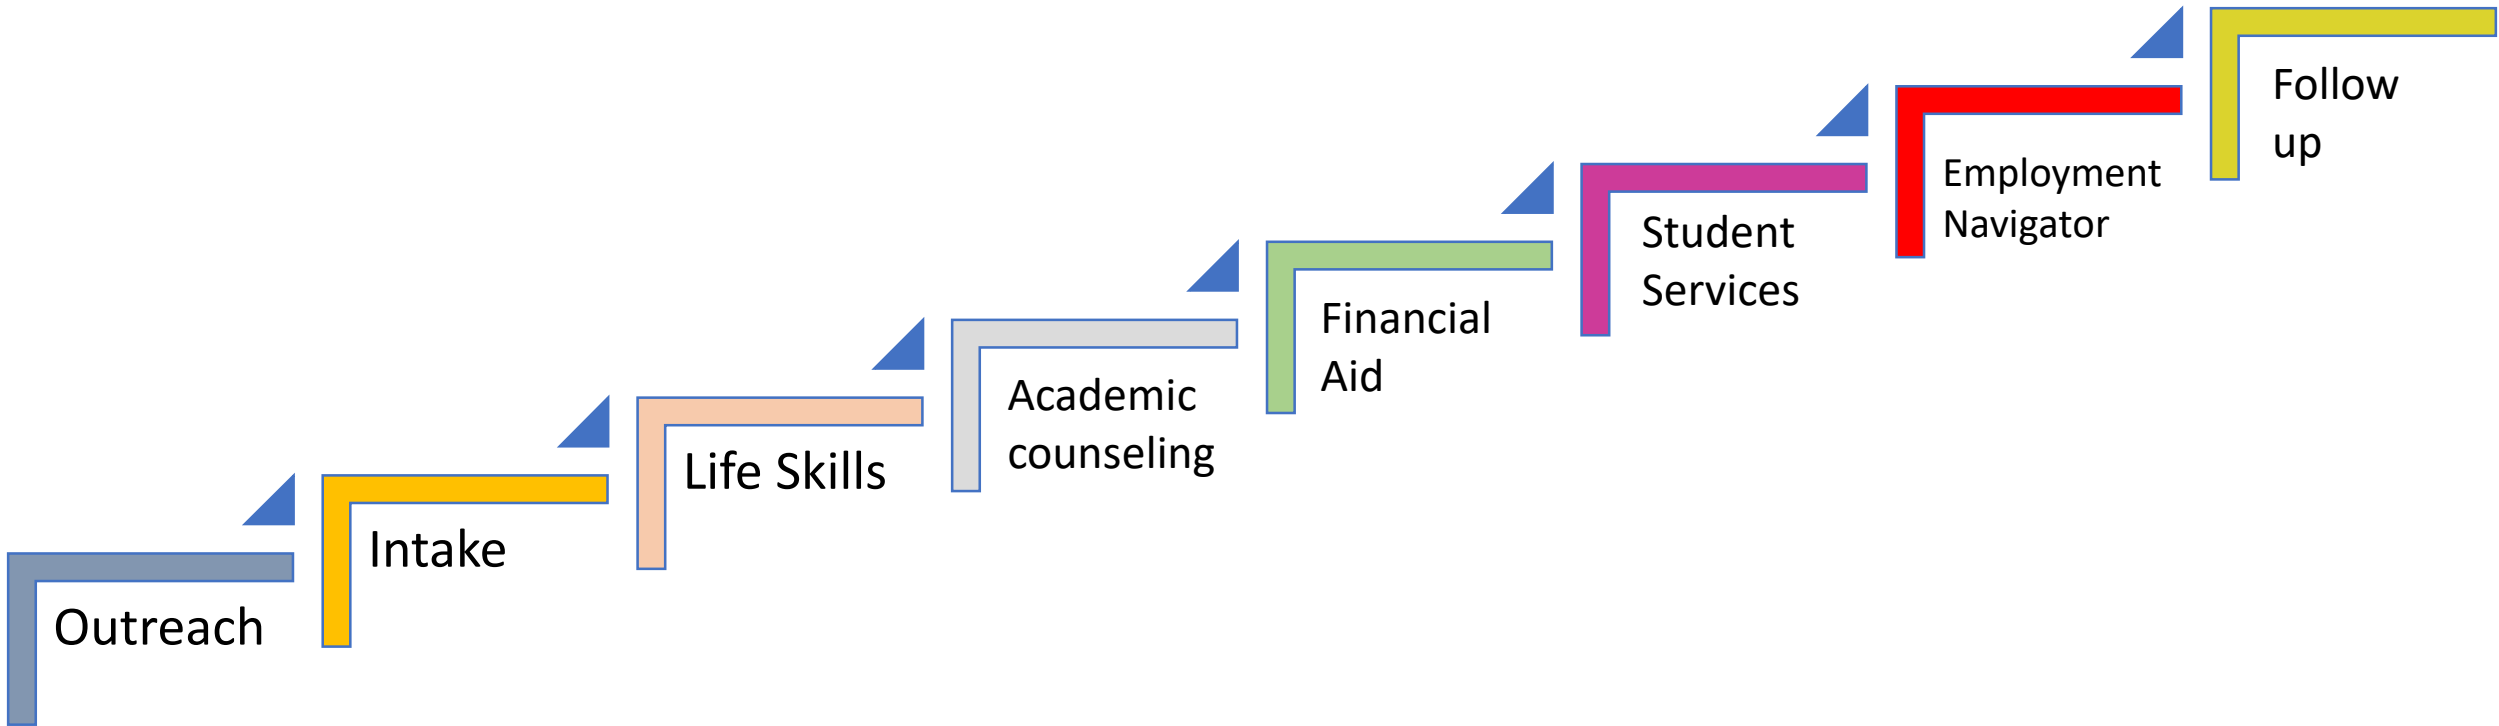 Outreach
Intake
Life Skills
Academic
counseling
Financial
Aid
Student
Services
Employment
Navigator
Follow
up